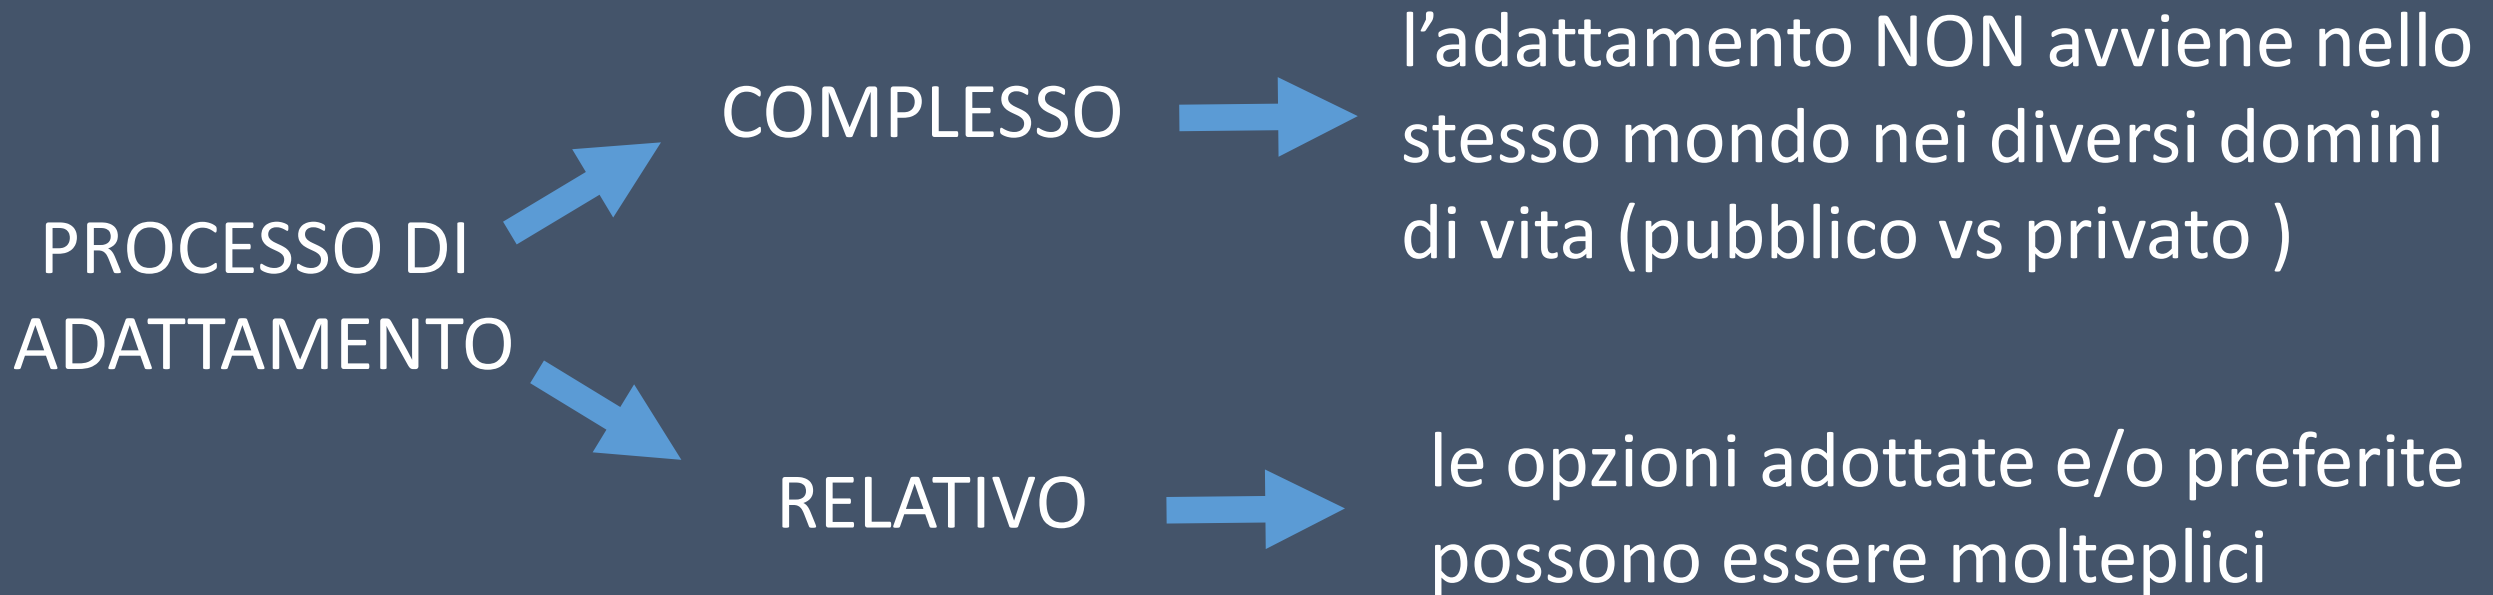 PROCESSO DI
ADATTAMENTO
COMPLESSO
l’adattamento NON avviene nello
stesso mondo nei diversi domini
di vita (pubblico vs privato )
RELATIVO
le opzioni adottate e/o preferite
possono essere molteplici